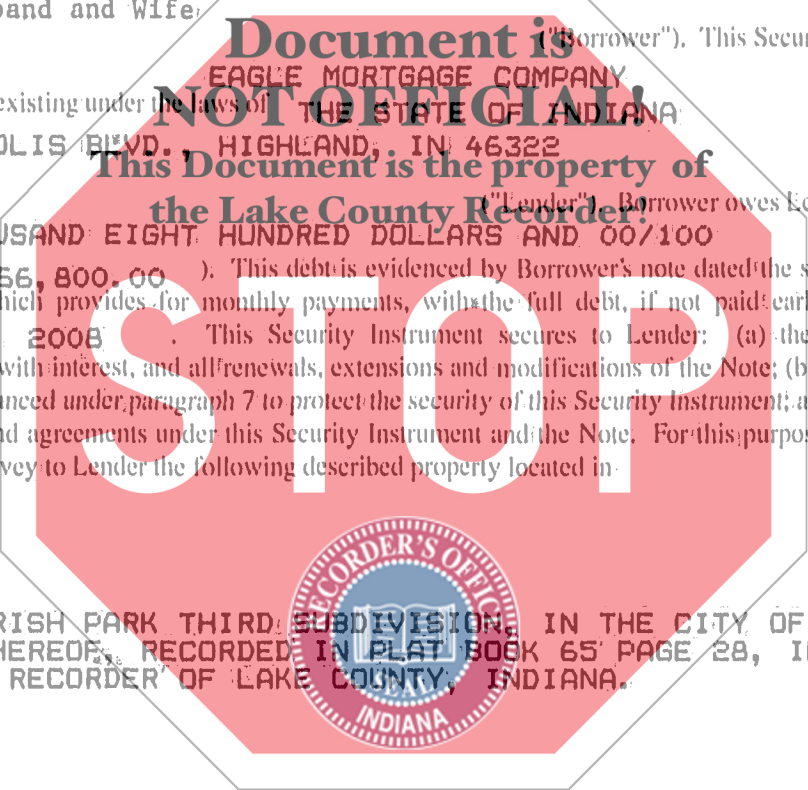 band and Wife
Document is
("Borrower"). This Secur
EAGLE MORTGAGE COMPANY
NOT OFFICIAL!
existing under the laws of THE STATE OF INDIANA
OLIS BLVD., HIGHLAND, IN 46322
This Document is the property of
the Lake County Recorder!
("Lender"). Borrower owes Le
USAND EIGHT HUNDRED DOLLARS AND 00/100
56,800.00 ). This debt is evidenced by Borrower's note dated the s
hich provides for monthly payments, with the full debt, if not paid earl
2008 . This Security Instrument secures to Lender: (a) the
with interest, and all renewals, extensions and modifications of the Note; (b
anced under paragraph 7 to protect the security of this Security Instrument; a
nd agreements under this Security Instrument and the Note. For this purpos
vey to Lender the following described property located in
STOP
RECORDER'S OFFICE
SEAL
INDIANA
RISH PARK THIRD SUBDIVISION, IN THE CITY OF
HEREOF, RECORDED IN PLAT BOOK 65 PAGE 28, I
RECORDER OF LAKE COUNTY, INDIANA.